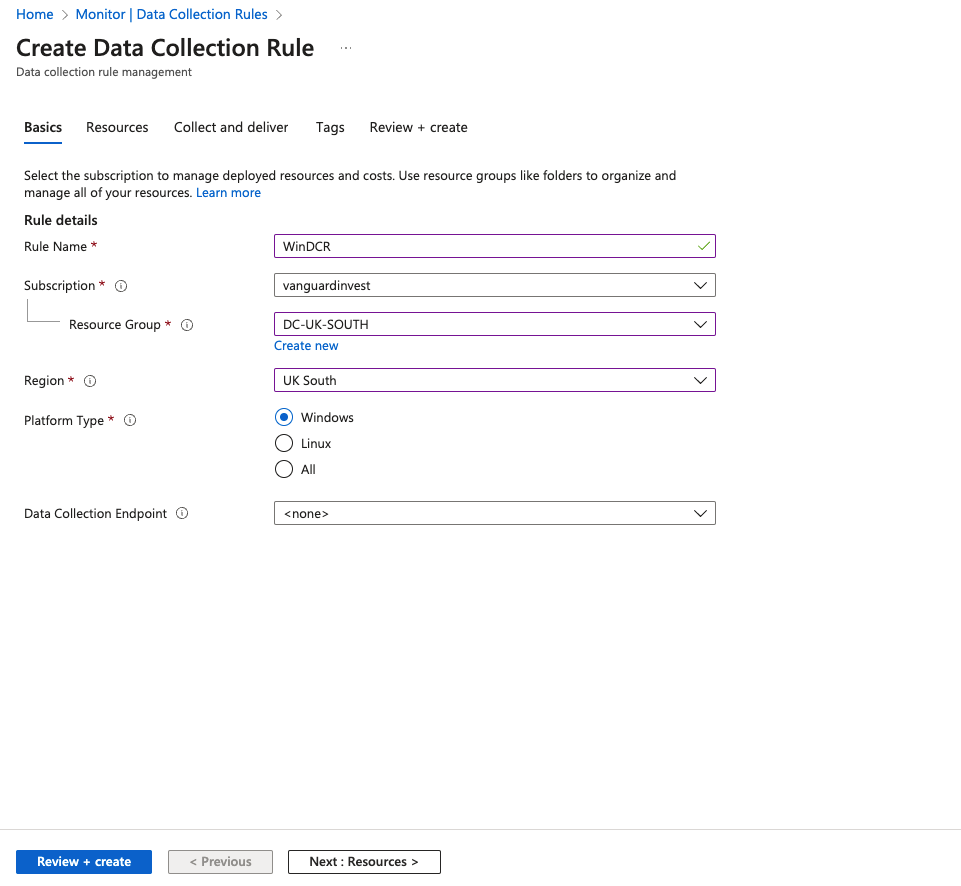 Home > Monitor | Data Collection Rules >
Create Data Collection Rule ...
Data collection rule management
Basics Resources Collect and deliver Tags Review + create
Select the subscription to manage deployed resources and costs. Use resource groups like folders to organize and
manage all of your resources. Learn more
Rule details
Rule Name * WinDCR
Subscription * vanguardinvest
Resource Group * DC-UK-SOUTH
Create new
Region * UK South
Platform Type * Windows
Linux
All
Data Collection Endpoint <none>
Review + create < Previous Next : Resources >